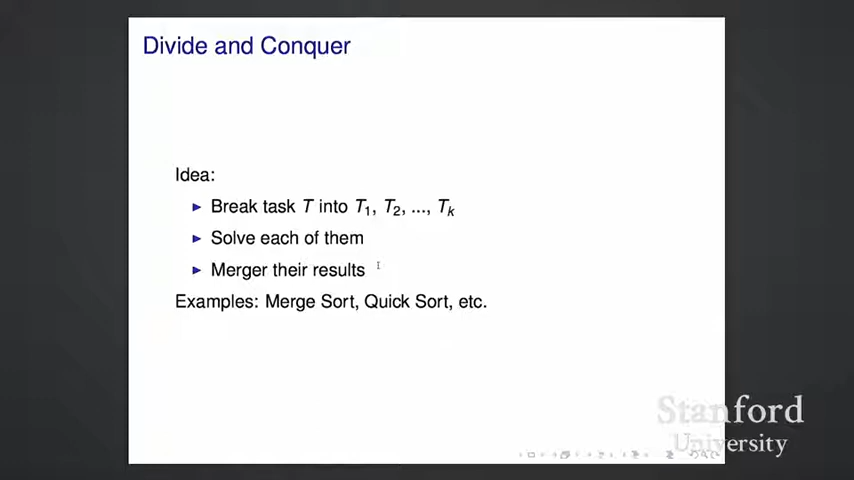 Divide and Conquer
Idea:
► Break task T into T1, T2, ..., Tk
► Solve each of them
► Merger their results
Examples: Merge Sort, Quick Sort, etc.
Stanford
University